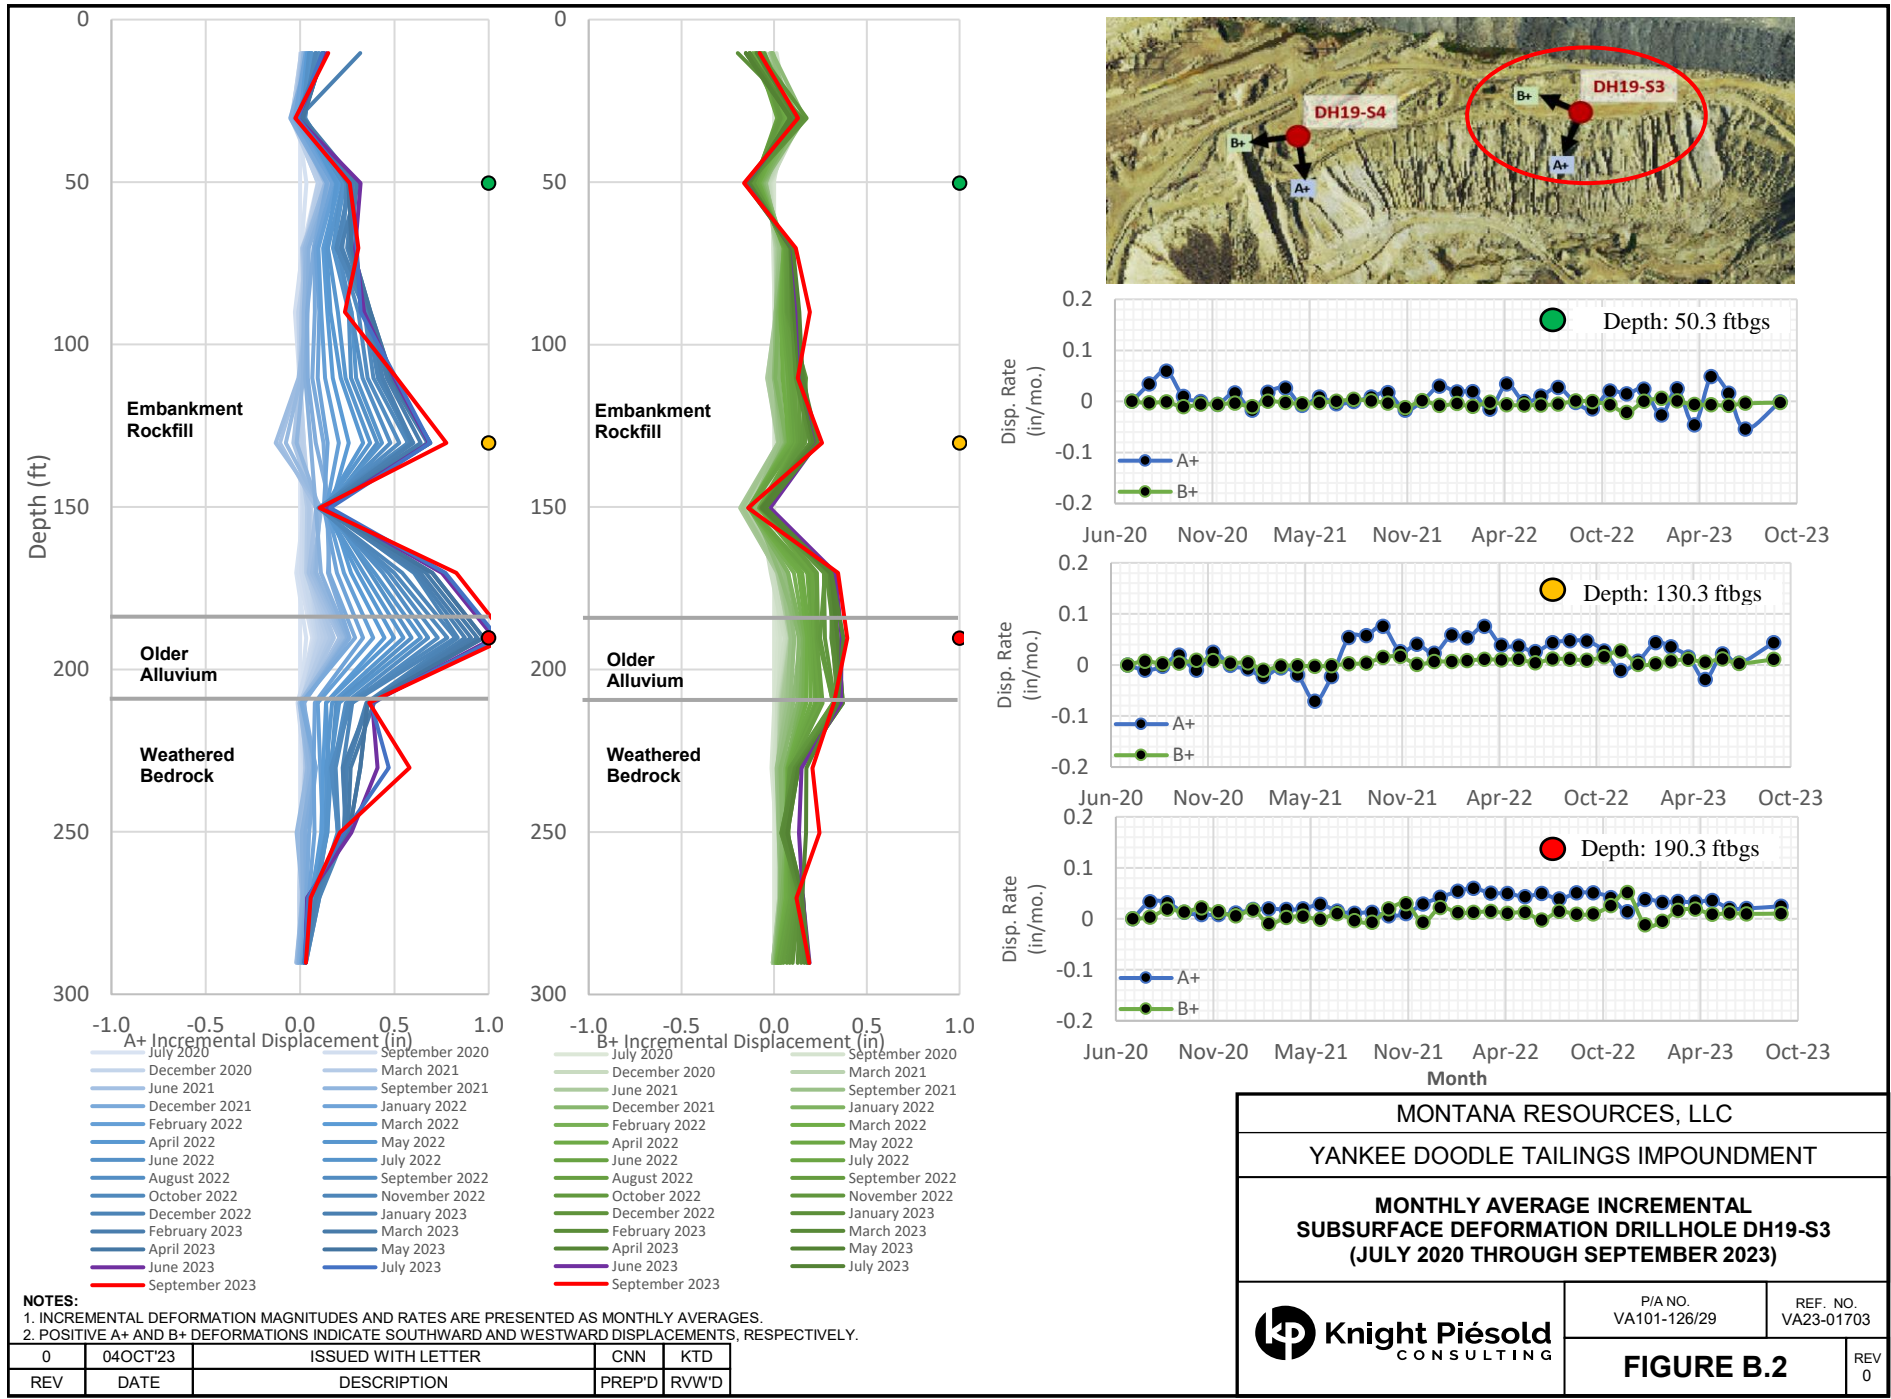 0
50
100
150
200
250
300
Depth (ft)
Embankment
Rockfill
Older
Alluvium
Weathered
Bedrock
-1.0
-0.5
0.0
0.5
1.0
A+ Incremental Displacement (in)
July 2020
September 2020
December 2020
March 2021
June 2021
September 2021
December 2021
January 2022
February 2022
March 2022
April 2022
May 2022
June 2022
July 2022
August 2022
September 2022
October 2022
November 2022
December 2022
January 2023
February 2023
March 2023
April 2023
May 2023
June 2023
July 2023
September 2023
0
50
100
150
200
250
300
Embankment
Rockfill
Older
Alluvium
Weathered
Bedrock
-1.0
-0.5
0.0
0.5
1.0
B+ Incremental Displacement (in)
July 2020
September 2020
December 2020
March 2021
June 2021
September 2021
December 2021
January 2022
February 2022
March 2022
April 2022
May 2022
June 2022
July 2022
August 2022
September 2022
October 2022
November 2022
December 2022
January 2023
February 2023
March 2023
April 2023
May 2023
June 2023
July 2023
September 2023
DH19-S4
B+
A+
DH19-S3
B+
A+
0.2
0.1
0
-0.1
-0.2
Disp. Rate
(in/mo.)
Depth: 50.3 ftbgs
A+
B+
Jun-20
Nov-20
May-21
Nov-21
Apr-22
Oct-22
Apr-23
Oct-23
0.2
0.1
0
-0.1
-0.2
Disp. Rate
(in/mo.)
Depth: 130.3 ftbgs
A+
B+
Jun-20
Nov-20
May-21
Nov-21
Apr-22
Oct-22
Apr-23
Oct-23
0.2
0.1
0
-0.1
-0.2
Disp. Rate
(in/mo.)
Depth: 190.3 ftbgs
A+
B+
Jun-20
Nov-20
May-21
Nov-21
Apr-22
Oct-22
Apr-23
Oct-23
Month
NOTES:
1. INCREMENTAL DEFORMATION MAGNITUDES AND RATES ARE PRESENTED AS MONTHLY AVERAGES.
2. POSITIVE A+ AND B+ DEFORMATIONS INDICATE SOUTHWARD AND WESTWARD DISPLACEMENTS, RESPECTIVELY.
0
04OCT'23
ISSUED WITH LETTER
CNN
KTD
REV
DATE
DESCRIPTION
PREP'D
RVW'D
MONTANA RESOURCES, LLC
YANKEE DOODLE TAILINGS IMPOUNDMENT
MONTHLY AVERAGE INCREMENTAL
SUBSURFACE DEFORMATION DRILLHOLE DH19-S3
(JULY 2020 THROUGH SEPTEMBER 2023)
kp
Knight Piésold
CONSULTING
P/A NO.
VA101-126/29
REF. NO.
VA23-01703
FIGURE B.2
REV
0